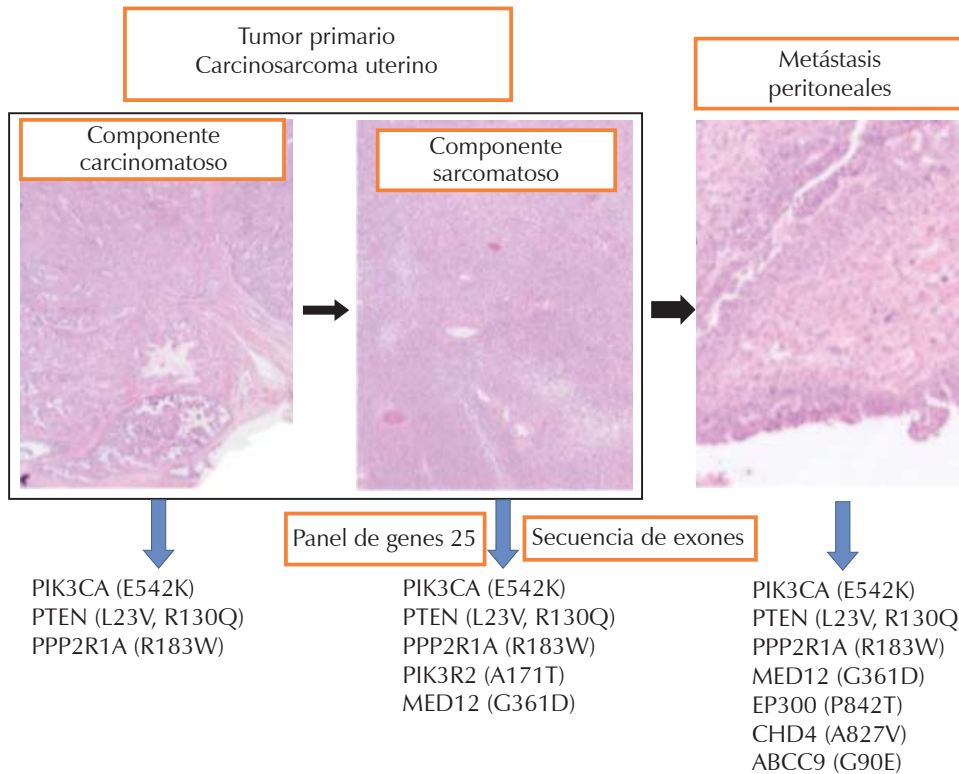 Tumor primario
Carcinosarcoma uterino
Metástasis
peritoneales
Componente
carcinomatoso
Componente
sarcomatoso
Panel de genes 25
Secuencia de exones
PIK3CA (E542K)
PTEN (L23V, R130Q)
PPP2R1A (R183W)
PIK3CA (E542K)
PTEN (L23V, R130Q)
PPP2R1A (R183W)
PIK3R2 (A171T)
MED12 (G361D)
PIK3CA (E542K)
PTEN (L23V, R130Q
PPP2R1A (R183W)
MED12 (G361D)
EP300 (P842T)
CHD4 (A827V)
ABCC9 (G90E)